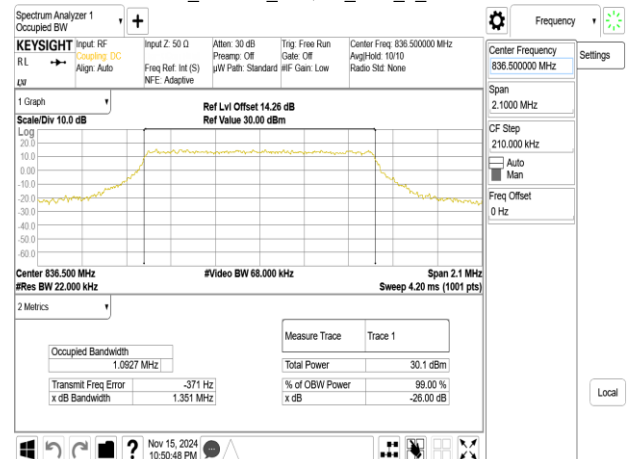 Spectrum Analyzer 1
Occupied BW
Frequency
KEYSIGHT
RL
Input: RF
Coupling: DC
Align: Auto
Input Z: 50 Ω
Freq Ref: Int (S)
NFE: Adaptive
Atten: 30 dB
Preamp: Off
µW Path: Standard
Trig: Free Run
Gate: Off
#IF Gain: Low
Center Freq: 836.500000 MHz
Avg|Hold: 10/10
Radio Std: None
Center Frequency
836.500000 MHz
Settings
Span
2.1000 MHz
CF Step
210.000 kHz
Auto
Man
Freq Offset
0 Hz
1 Graph
Scale/Div 10.0 dB
Ref Lvl Offset 14.26 dB
Ref Value 30.00 dBm
Log
20.0
10.0
0.00
-10.0
-20.0
-30.0
-40.0
-50.0
-60.0
Center 836.500 MHz
#Video BW 68.000 kHz
Span 2.1 MHz
#Res BW 22.000 kHz
Sweep 4.20 ms (1001 pts)
2 Metrics
Measure Trace
Trace 1
Occupied Bandwidth
1.0927 MHz
Total Power
30.1 dBm
Transmit Freq Error
-371 Hz
% of OBW Power
99.00 %
x dB Bandwidth
1.351 MHz
x dB
-26.00 dB
Local
?
Nov 15, 2024
10:50:48 PM